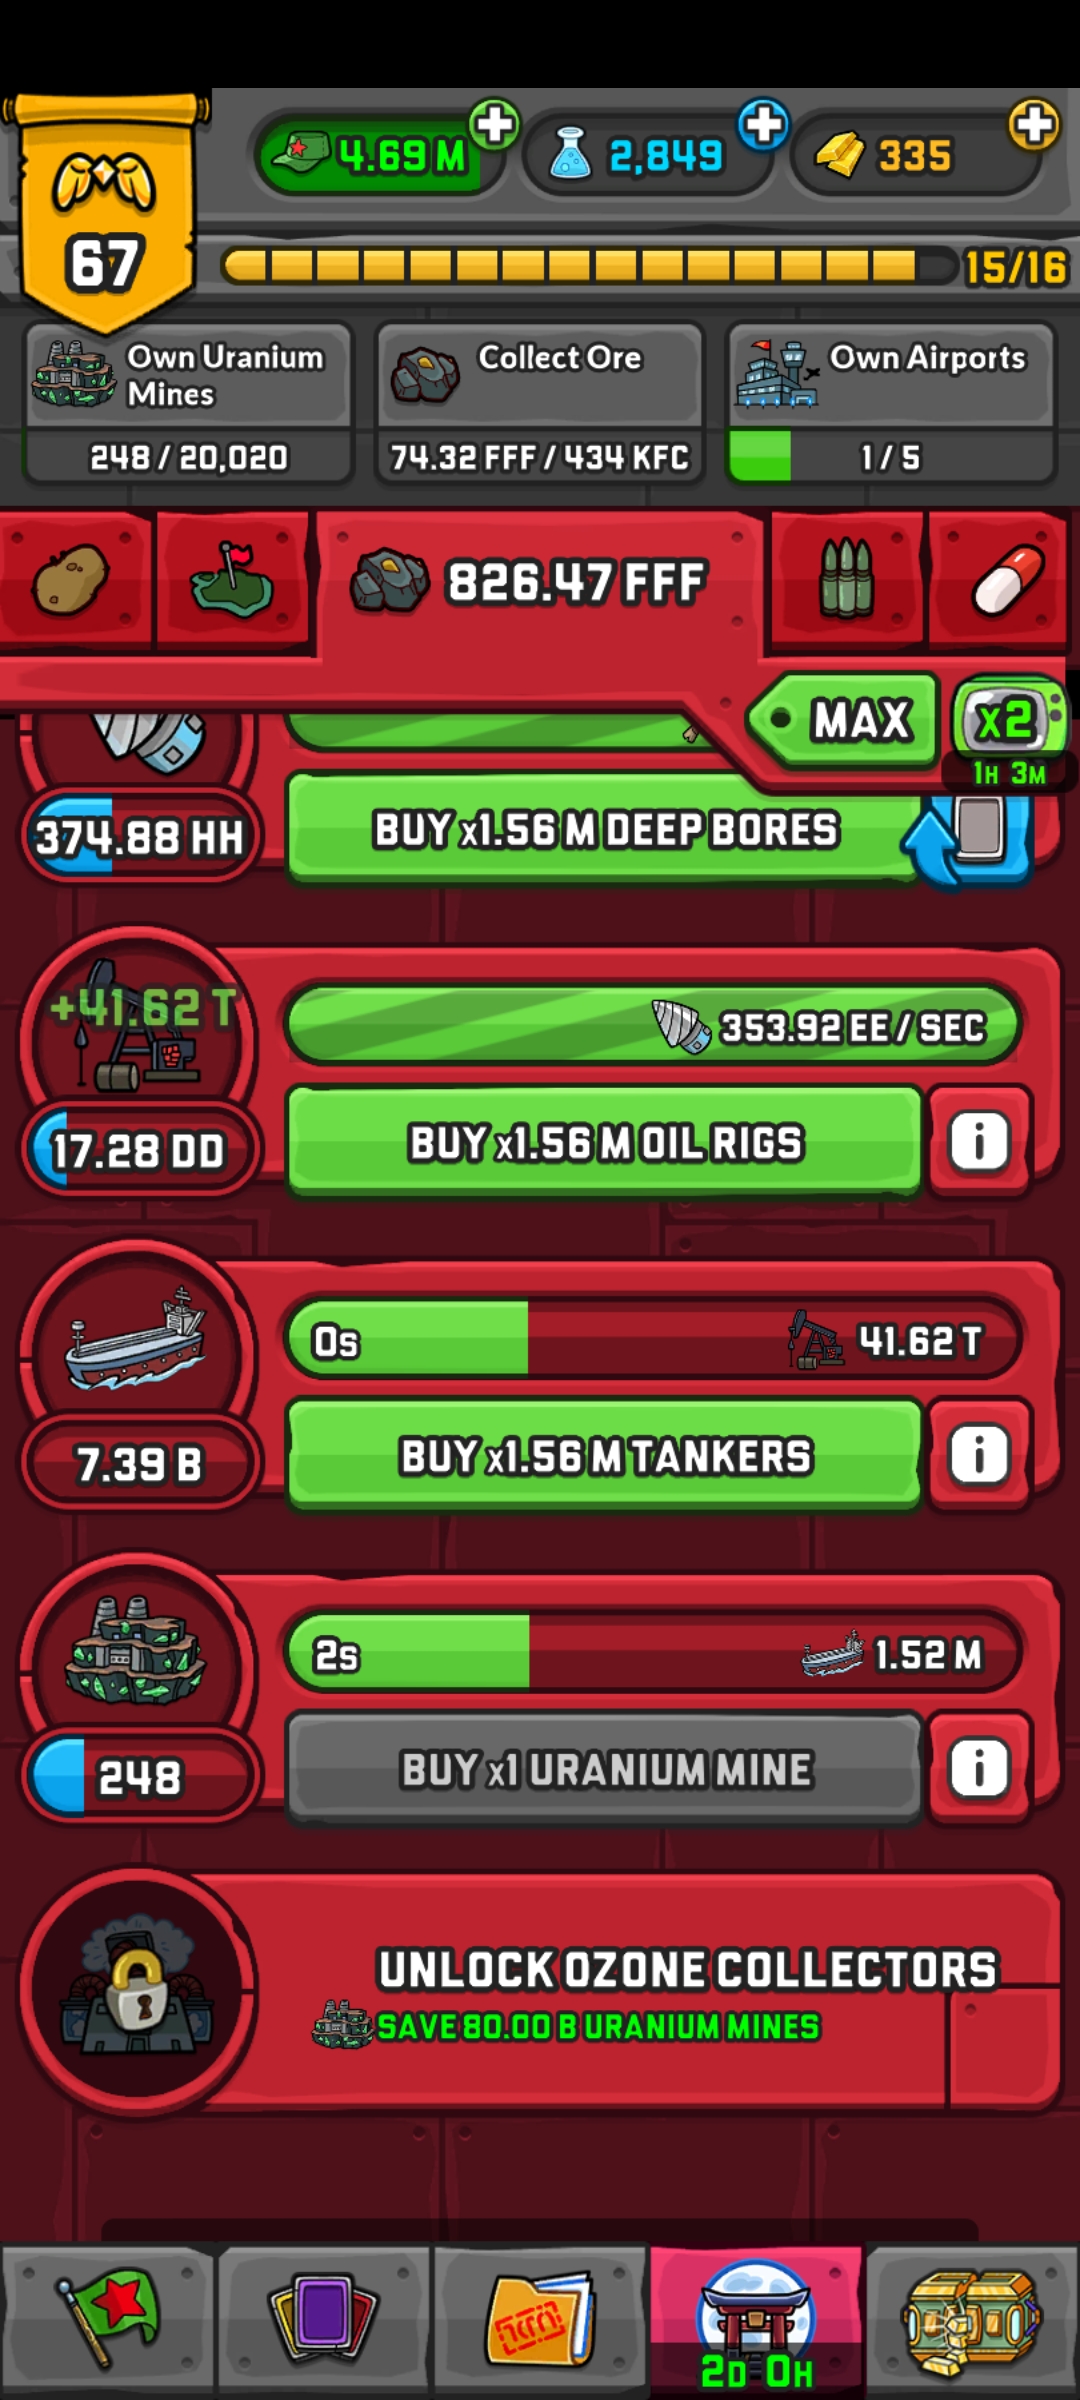 4.69 M
2,849
335
67
15/16
Own Uranium
Mines
248 / 20,020
Collect Ore
74.32 FFF / 434 KFC
Own Airports
1 / 5
826.47 FFF
MAX
x2
1H 3M
374.88 HH
BUY x1.56 M DEEP BORES
+41.62 T
353.92 EE / SEC
17.28 DD
BUY x1.56 M OIL RIGS
i
0s
41.62 T
7.39 B
BUY x1.56 M TANKERS
i
2s
1.52 M
248
BUY x1 URANIUM MINE
i
UNLOCK OZONE COLLECTORS
SAVE 80.00 B URANIUM MINES
2D 0H